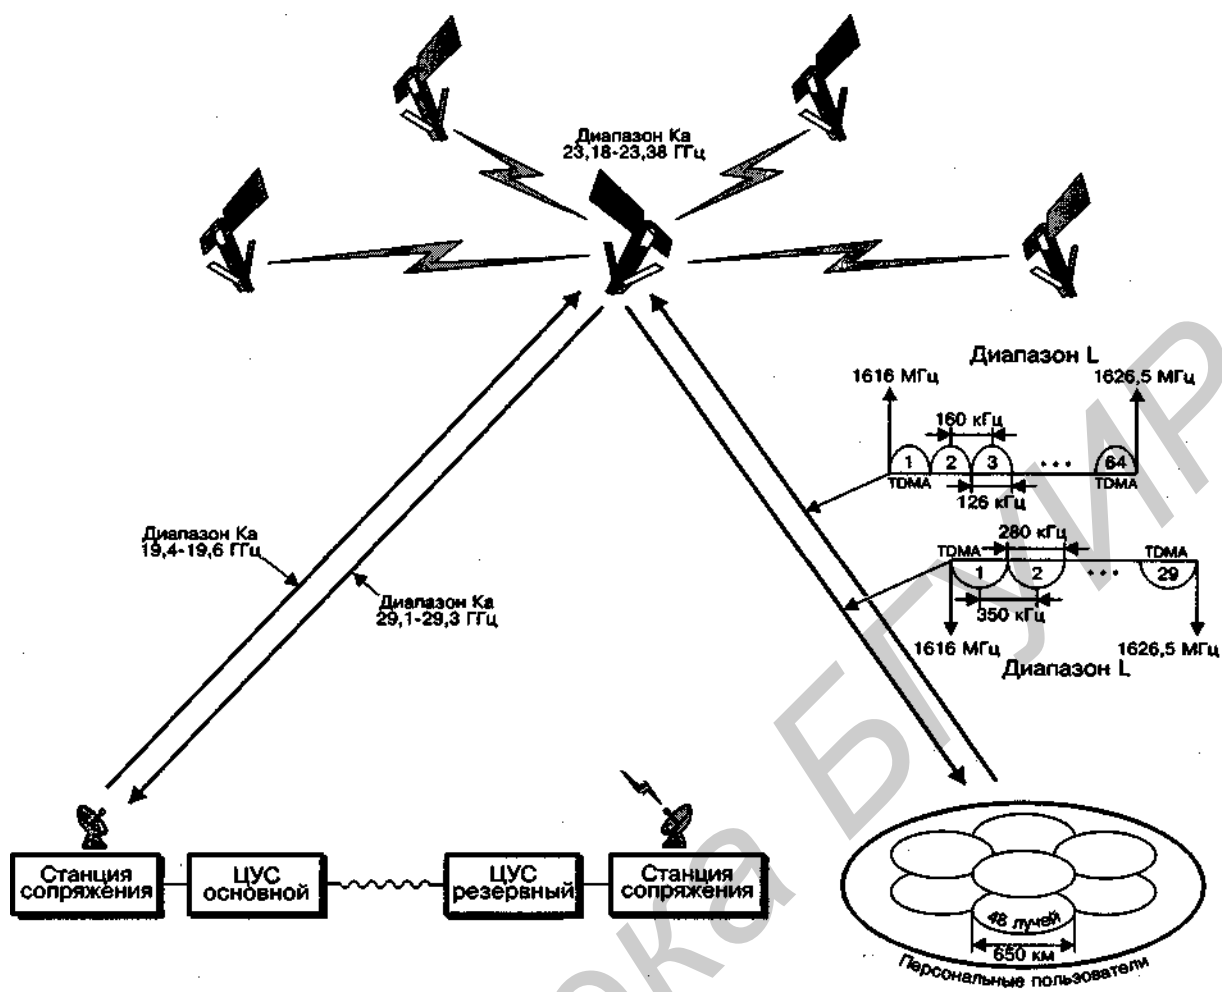 Диапазон Ka
23,18-23,38 ГГц
Диапазон L
1616 МГц
1626,5 МГц
160 кГц
1
2
3
...
64
TDMA
TDMA
126 кГц
TDMA
280 кГц
TDMA
1
2
...
29
350 кГц
1616 МГц
1626,5 МГц
Диапазон L
Диапазон Ka
19,4-19,6 ГГц
Диапазон Ka
29,1-29,3 ГГц
Станция
сопряжения
ЦУС
основной
ЦУС
резервный
Станция
сопряжения
48 лучей
650 км
Персональные пользователи
ока БГУИР